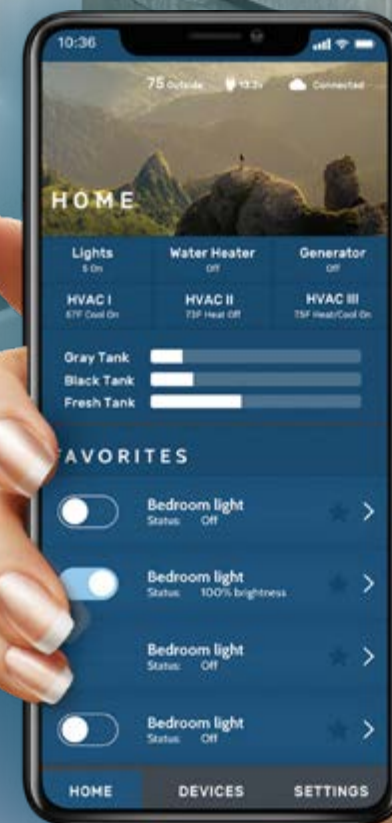 10:36
75 Outside 13.2v Connected
HOME
Lights Water Heater Generator
5 On Off Off
HVAC I HVAC II HVAC III
67F Cool On 73F Heat Off 75F Heat/Cool On
Gray Tank
Black Tank
Fresh Tank
AVORITES
Bedroom light
Status: Off
Bedroom light
Status: 100% brightness
Bedroom light
Status: Off
Bedroom light
Status: Off
HOME DEVICES SETTINGS